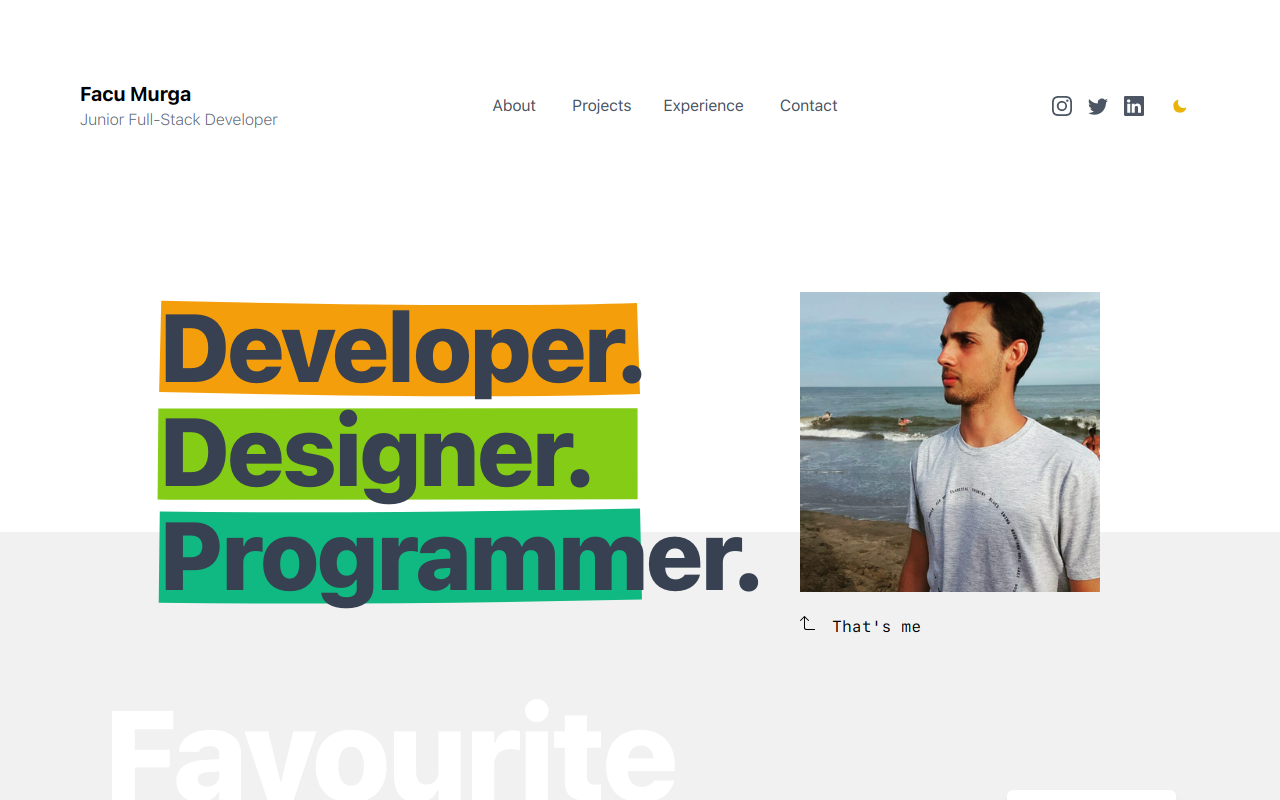 Facu Murga
Junior Full-Stack Developer
About Projects Experience Contact
Developer.
Designer.
Programmer.
That's me
Favourite